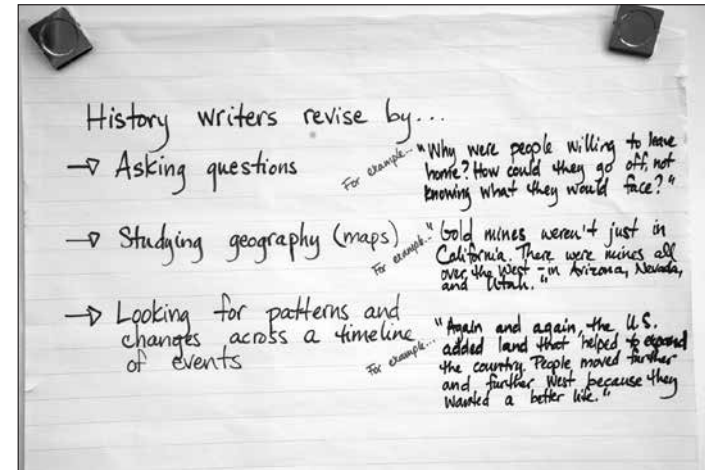 History writers revise by...
→ Asking questions
For example... "Why were people willing to leave
home? How could they go off, not
knowing what they would face?"
→ Studying geography (maps)
For example... "Gold mines weren't just in
California. There were mines all
over the West - in Arizona, Nevada,
and Utah."
→ Looking for patterns and
changes across a timeline
of events
For example... "Again and again, the U.S.
added land that helped to expand
the country. People moved further
and further West because they
wanted a better life."